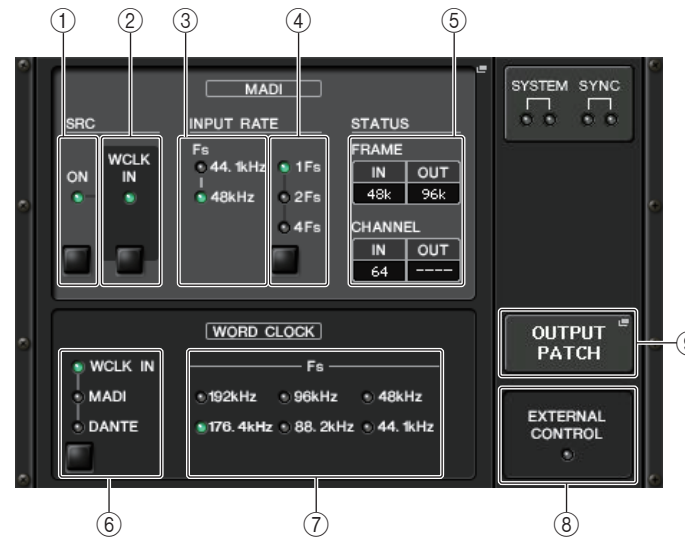 ① ② ③ ④ ⑤
MADI
SRC
ON
WCLK
IN
INPUT RATE
Fs
44.1kHz
48kHz
1Fs
2Fs
4Fs
STATUS
FRAME
IN OUT
48k 96k
CHANNEL
IN OUT
64 ----
SYSTEM SYNC
WORD CLOCK
WCLK IN
MADI
DANTE
Fs
192kHz 96kHz 48kHz
176.4kHz 88.2kHz 44.1kHz
OUTPUT
PATCH
⑨
EXTERNAL
CONTROL
⑥ ⑦ ⑧